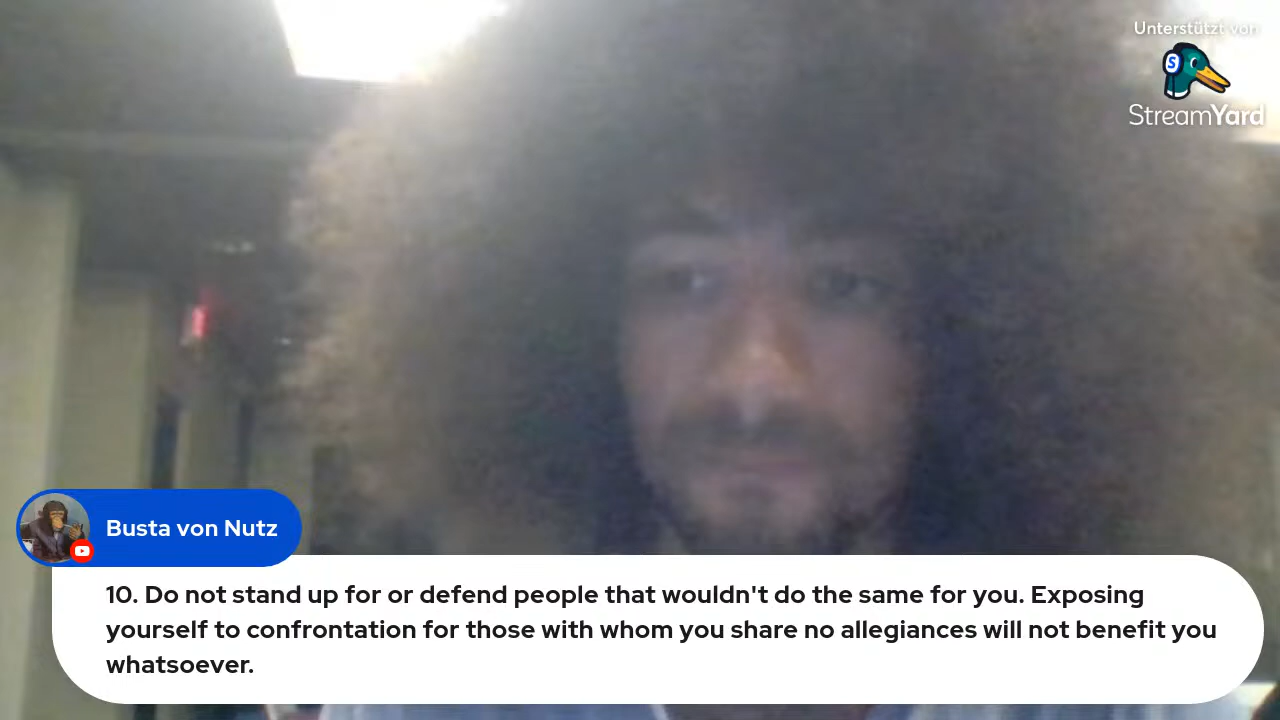 Unterstützt von
StreamYard
Busta von Nutz
10. Do not stand up for or defend people that wouldn't do the same for you. Exposing
yourself to confrontation for those with whom you share no allegiances will not benefit you
whatsoever.